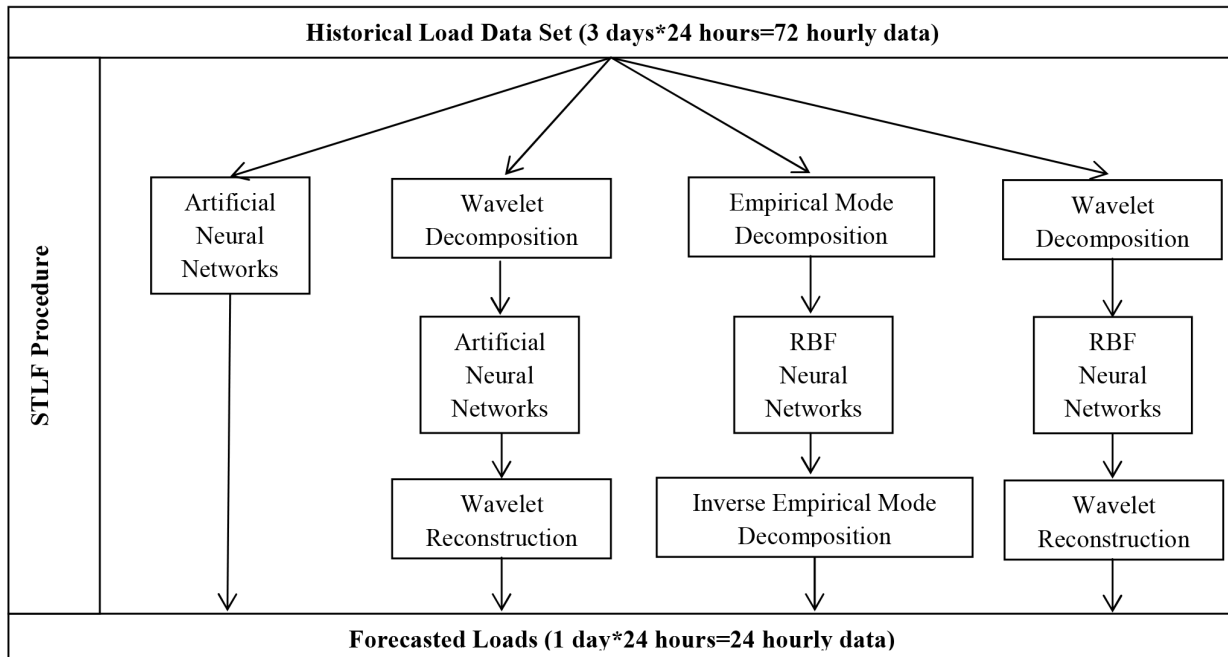 Historical Load Data Set (3 days*24 hours=72 hourly data)
STLF Procedure
Artificial
Neural
Networks
Wavelet
Decomposition
Artificial
Neural
Networks
Wavelet
Reconstruction
Empirical Mode
Decomposition
RBF
Neural
Networks
Inverse Empirical Mode
Decomposition
Wavelet
Decomposition
RBF
Neural
Networks
Wavelet
Reconstruction
Forecasted Loads (1 day*24 hours=24 hourly data)